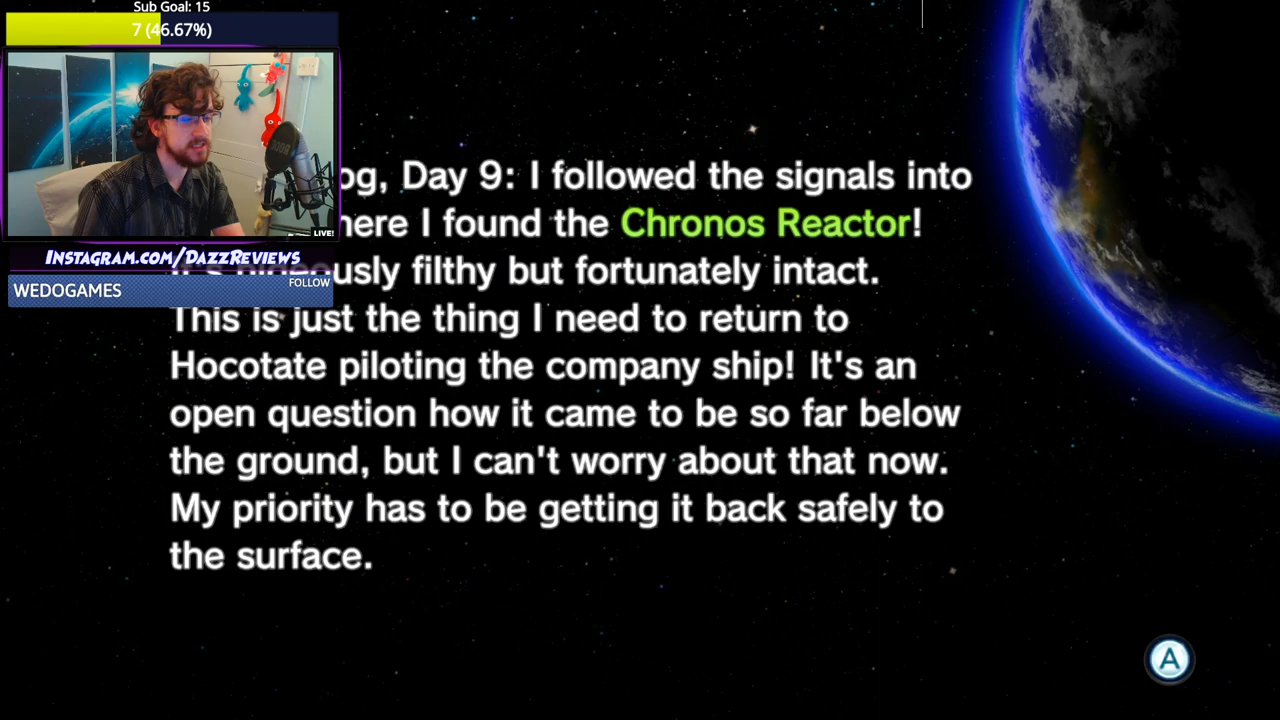 Sub Goal: 15
7 (46.67%)
LIVE!
INSTAGRAM.COM/DAZZREVIEWS
WEDOGAMES
FOLLOW
og, Day 9: I followed the signals into
here I found the Chronos Reactor!
It's hideously filthy but fortunately intact.
This is just the thing I need to return to
Hocotate piloting the company ship! It's an
open question how it came to be so far below
the ground, but I can't worry about that now.
My priority has to be getting it back safely to
the surface.
A